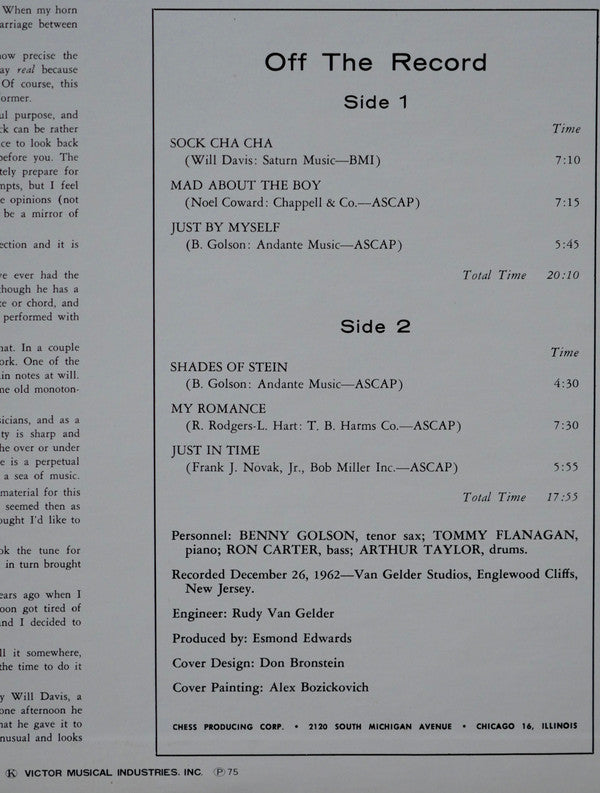 When my horn
arriage between
now precise the
ay real because
Of course, this
ormer.
ul purpose, and
ck can be rather
ce to look back
before you. The
tely prepare for
mpts, but I feel
e opinions (not
be a mirror of
ection and it is
ve ever had the
though he has a
te or chord, and
performed with
hat. In a couple
ork. One of the
in notes at will.
me old monoton-
sicians, and as a
ty is sharp and
he over or under
e is a perpetual
a sea of music.
material for this
seemed then as
ought I'd like to
ok the tune for
in turn brought
ears ago when I
oon got tired of
and I decided to
ll it somewhere,
the time to do it
y Will Davis, a
one afternoon he
hat he gave it to
nusual and looks
Off The Record
Side 1
Time
SOCK CHA CHA
(Will Davis: Saturn Music—BMI) 7:10
MAD ABOUT THE BOY
(Noel Coward: Chappell & Co.—ASCAP) 7:15
JUST BY MYSELF
(B. Golson: Andante Music—ASCAP) 5:45
Total Time 20:10
Side 2
Time
SHADES OF STEIN
(B. Golson: Andante Music—ASCAP) 4:30
MY ROMANCE
(R. Rodgers-L. Hart: T. B. Harms Co.—ASCAP) 7:30
JUST IN TIME
(Frank J. Novak, Jr., Bob Miller Inc.—ASCAP) 5:55
Total Time 17:55
Personnel: BENNY GOLSON, tenor sax; TOMMY FLANAGAN,
piano; RON CARTER, bass; ARTHUR TAYLOR, drums.
Recorded December 26, 1962—Van Gelder Studios, Englewood Cliffs,
New Jersey.
Engineer: Rudy Van Gelder
Produced by: Esmond Edwards
Cover Design: Don Bronstein
Cover Painting: Alex Bozickovich
CHESS PRODUCING CORP. • 2120 SOUTH MICHIGAN AVENUE • CHICAGO 16, ILLINOIS
Ⓚ VICTOR MUSICAL INDUSTRIES. INC. Ⓟ75